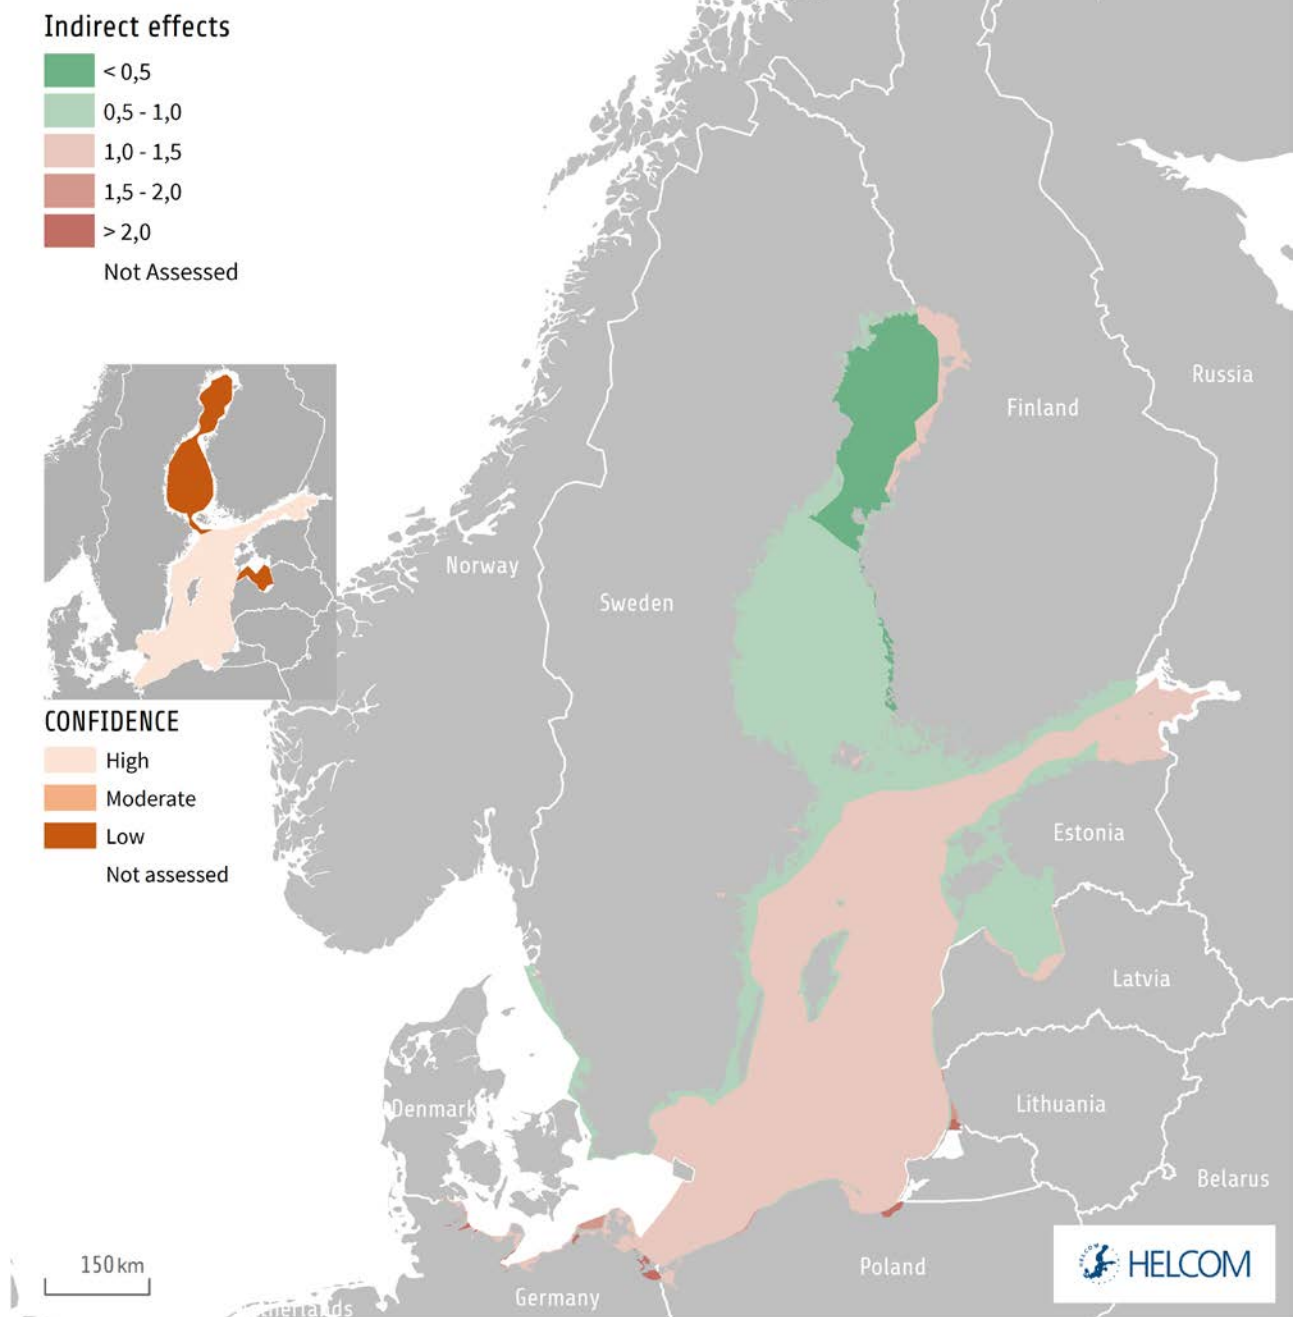 Indirect effects
< 0,5
0,5 - 1,0
1,0 - 1,5
1,5 - 2,0
> 2,0
Not Assessed
Russia
Finland
Norway
Sweden
CONFIDENCE
High
Moderate
Low
Not assessed
Estonia
Latvia
Lithuania
Denmark
Belarus
Poland
150 km
Germany
HELCOM